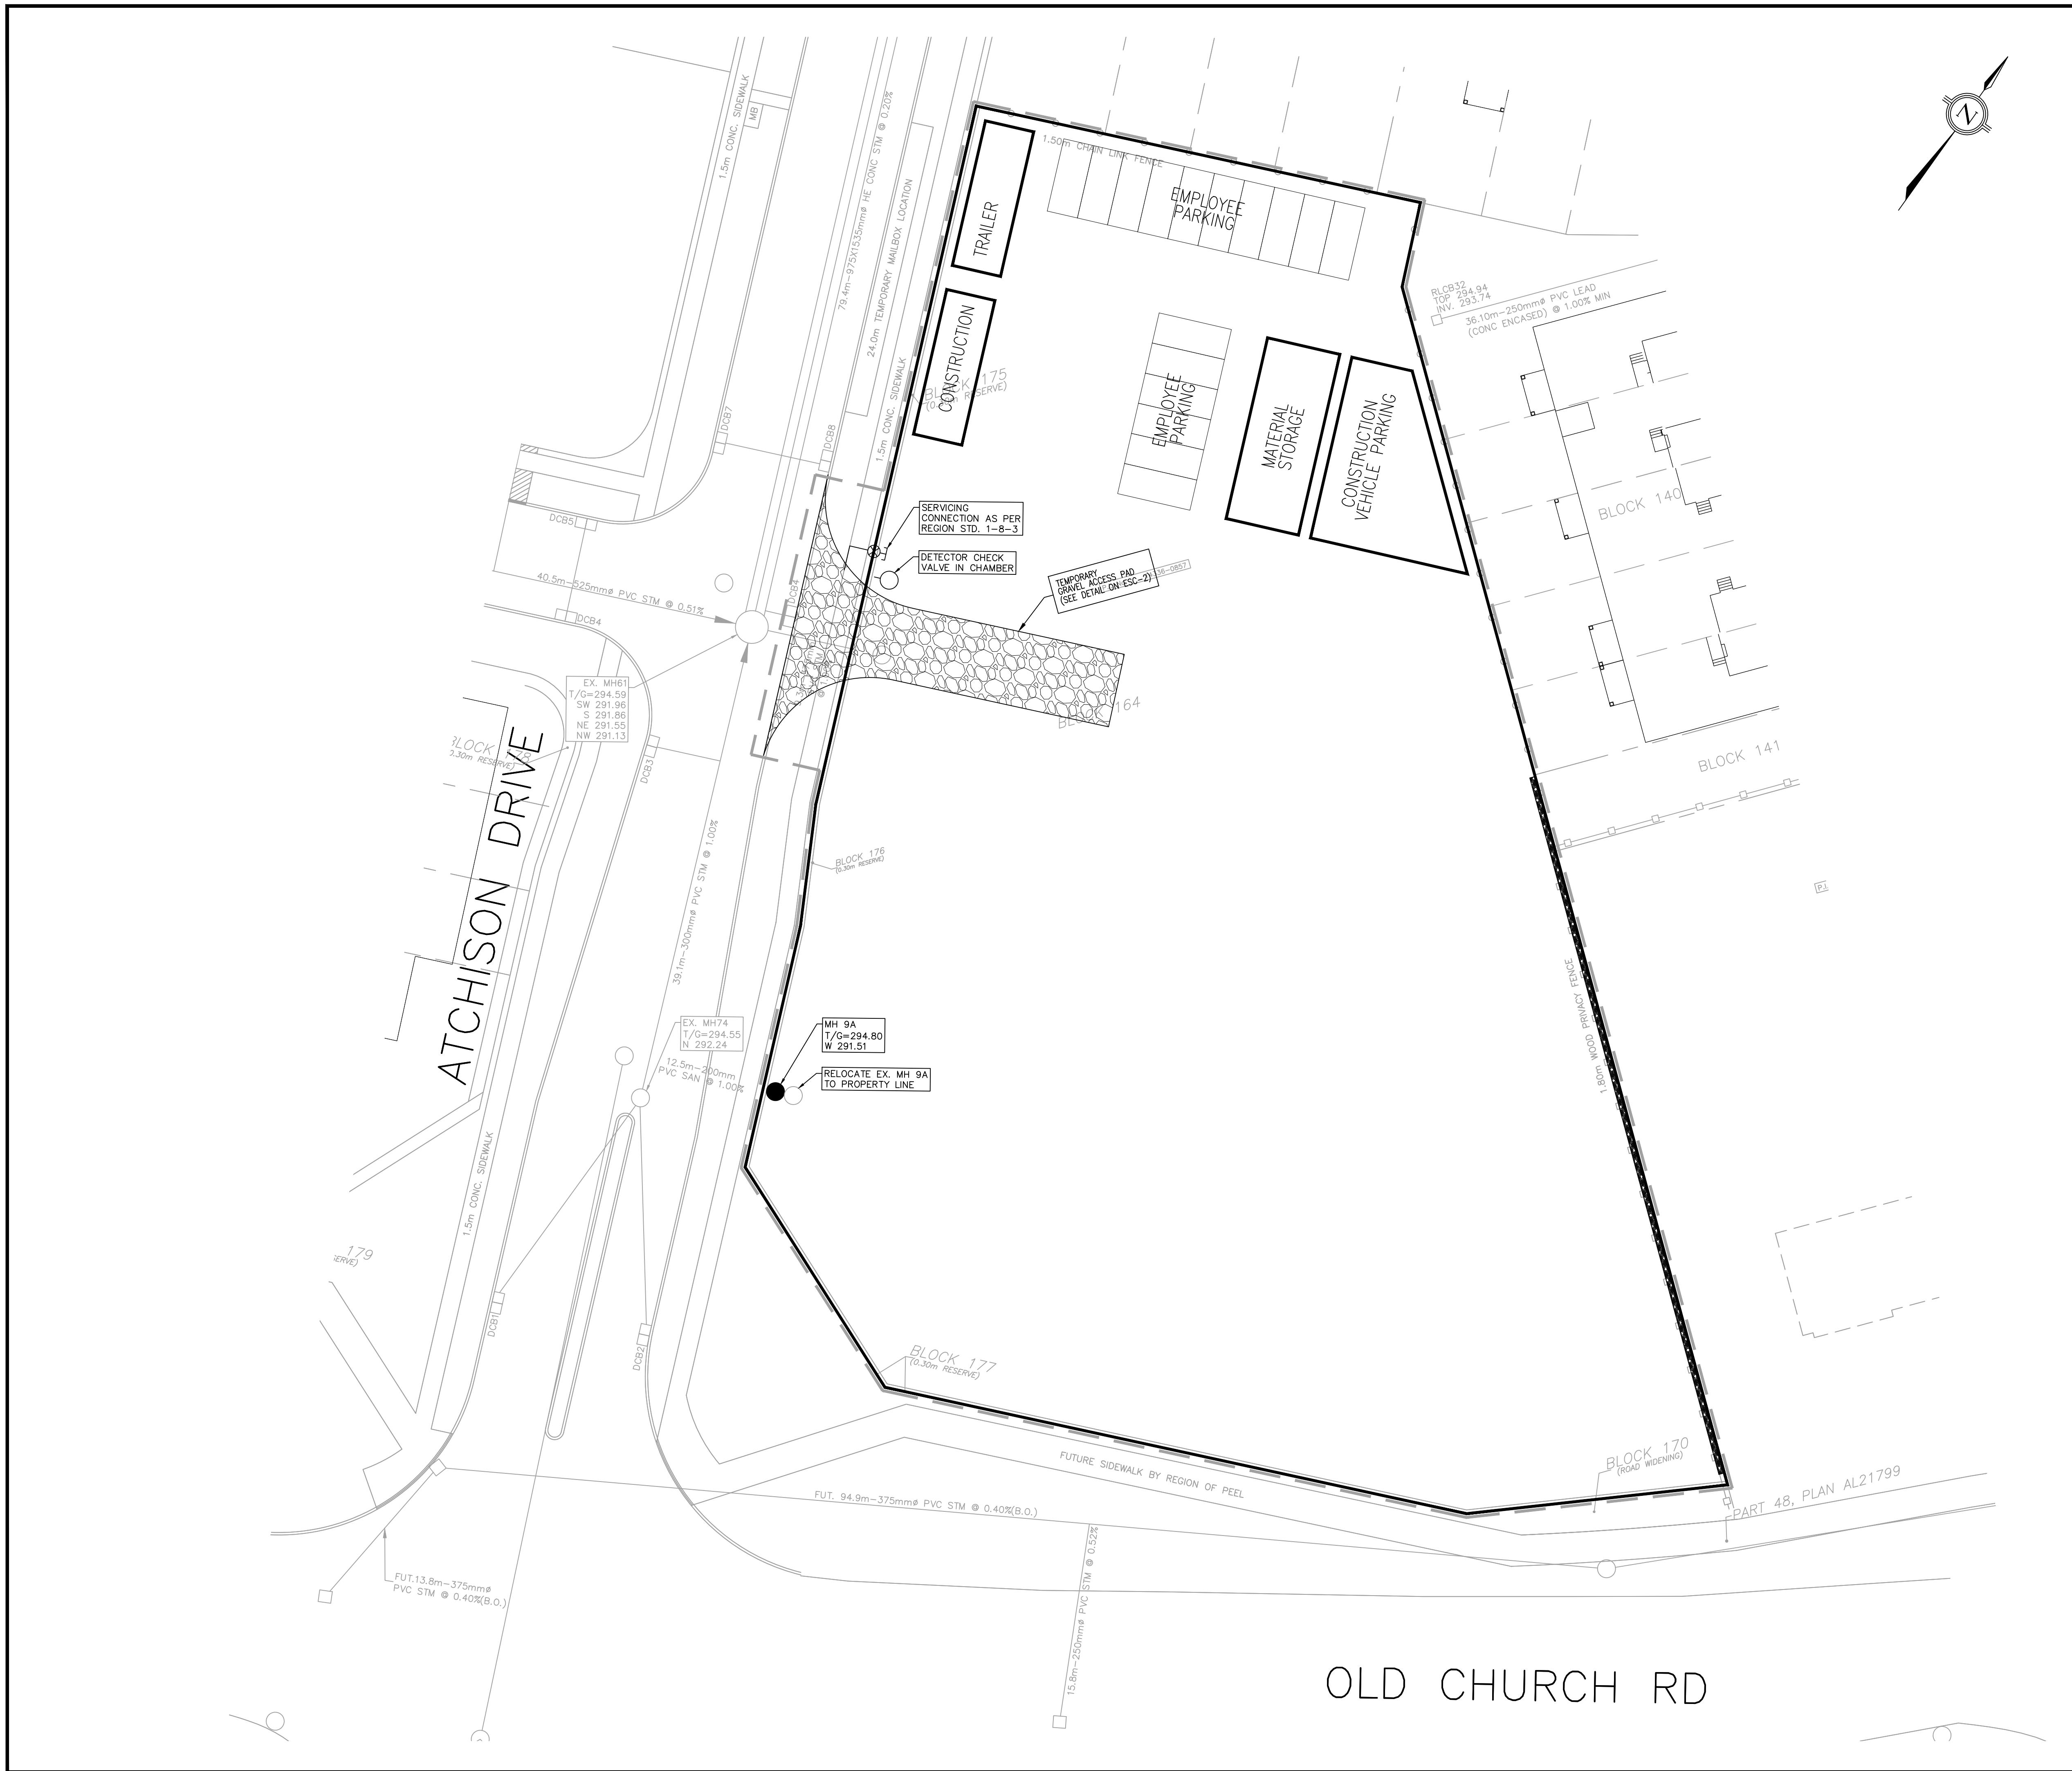 N
1.5m CONC. SIDEWALK
MB
79.4m-975X1535mmø HE CONC STM @ 0.20%
24.0m TEMPORARY MAILBOX LOCATION
1.5m CONC. SIDEWALK
1.50m CHAIN LINK FENCE
TRAILER
CONSTRUCTION
EMPLOYEE
PARKING
EMPLOYEE
PARKING
MATERIAL
STORAGE
CONSTRUCTION
VEHICLE PARKING
RLCB32
TOP 294.94
INV. 293.74
36.10m-250mmø PVC LEAD
(CONC ENCASED) @ 1.00% MIN
BLOCK 175
RESERVE)
DCB7
DCB8
DCB5
DCB4
40.5m-525mmø PVC STM @ 0.51%
SERVICING
CONNECTION AS PER
REGION STD. 1-8-3
DETECTOR CHECK
VALVE IN CHAMBER
TEMPORARY
GRAVEL ACCESS PAD
(SEE DETAIL ON ESC-2)
BLOCK 140
BLOCK 141
BLOCK 164
EX. MH61
T/G=294.59
SW 291.96
S 291.86
NE 291.55
NW 291.13
BLOCK 178
0.30m RESERVE)
DCB3
ATCHISON DRIVE
39.1m-300mmø PVC STM @ 1.00%
BLOCK 176
(0.30m RESERVE)
1.80m WOOD PRIVACY FENCE
EX. MH74
T/G=294.55
N 292.24
12.5m-200mm
PVC SAN @ 1.00%
MH 9A
T/G=294.80
W 291.51
RELOCATE EX. MH 9A
TO PROPERTY LINE
1.5m CONC. SIDEWALK
179
DCB1
DCB2
BLOCK 177
(0.30m RESERVE)
FUTURE SIDEWALK BY REGION OF PEEL
BLOCK 170
(ROAD WIDENING)
PART 48, PLAN AL21799
FUT. 94.9m-375mmø PVC STM @ 0.40%(B.O.)
FUT.13.8m-375mmø
PVC STM @ 0.40%(B.O.)
15.8m-250mmø PVC STM @ 0.52%
OLD CHURCH RD